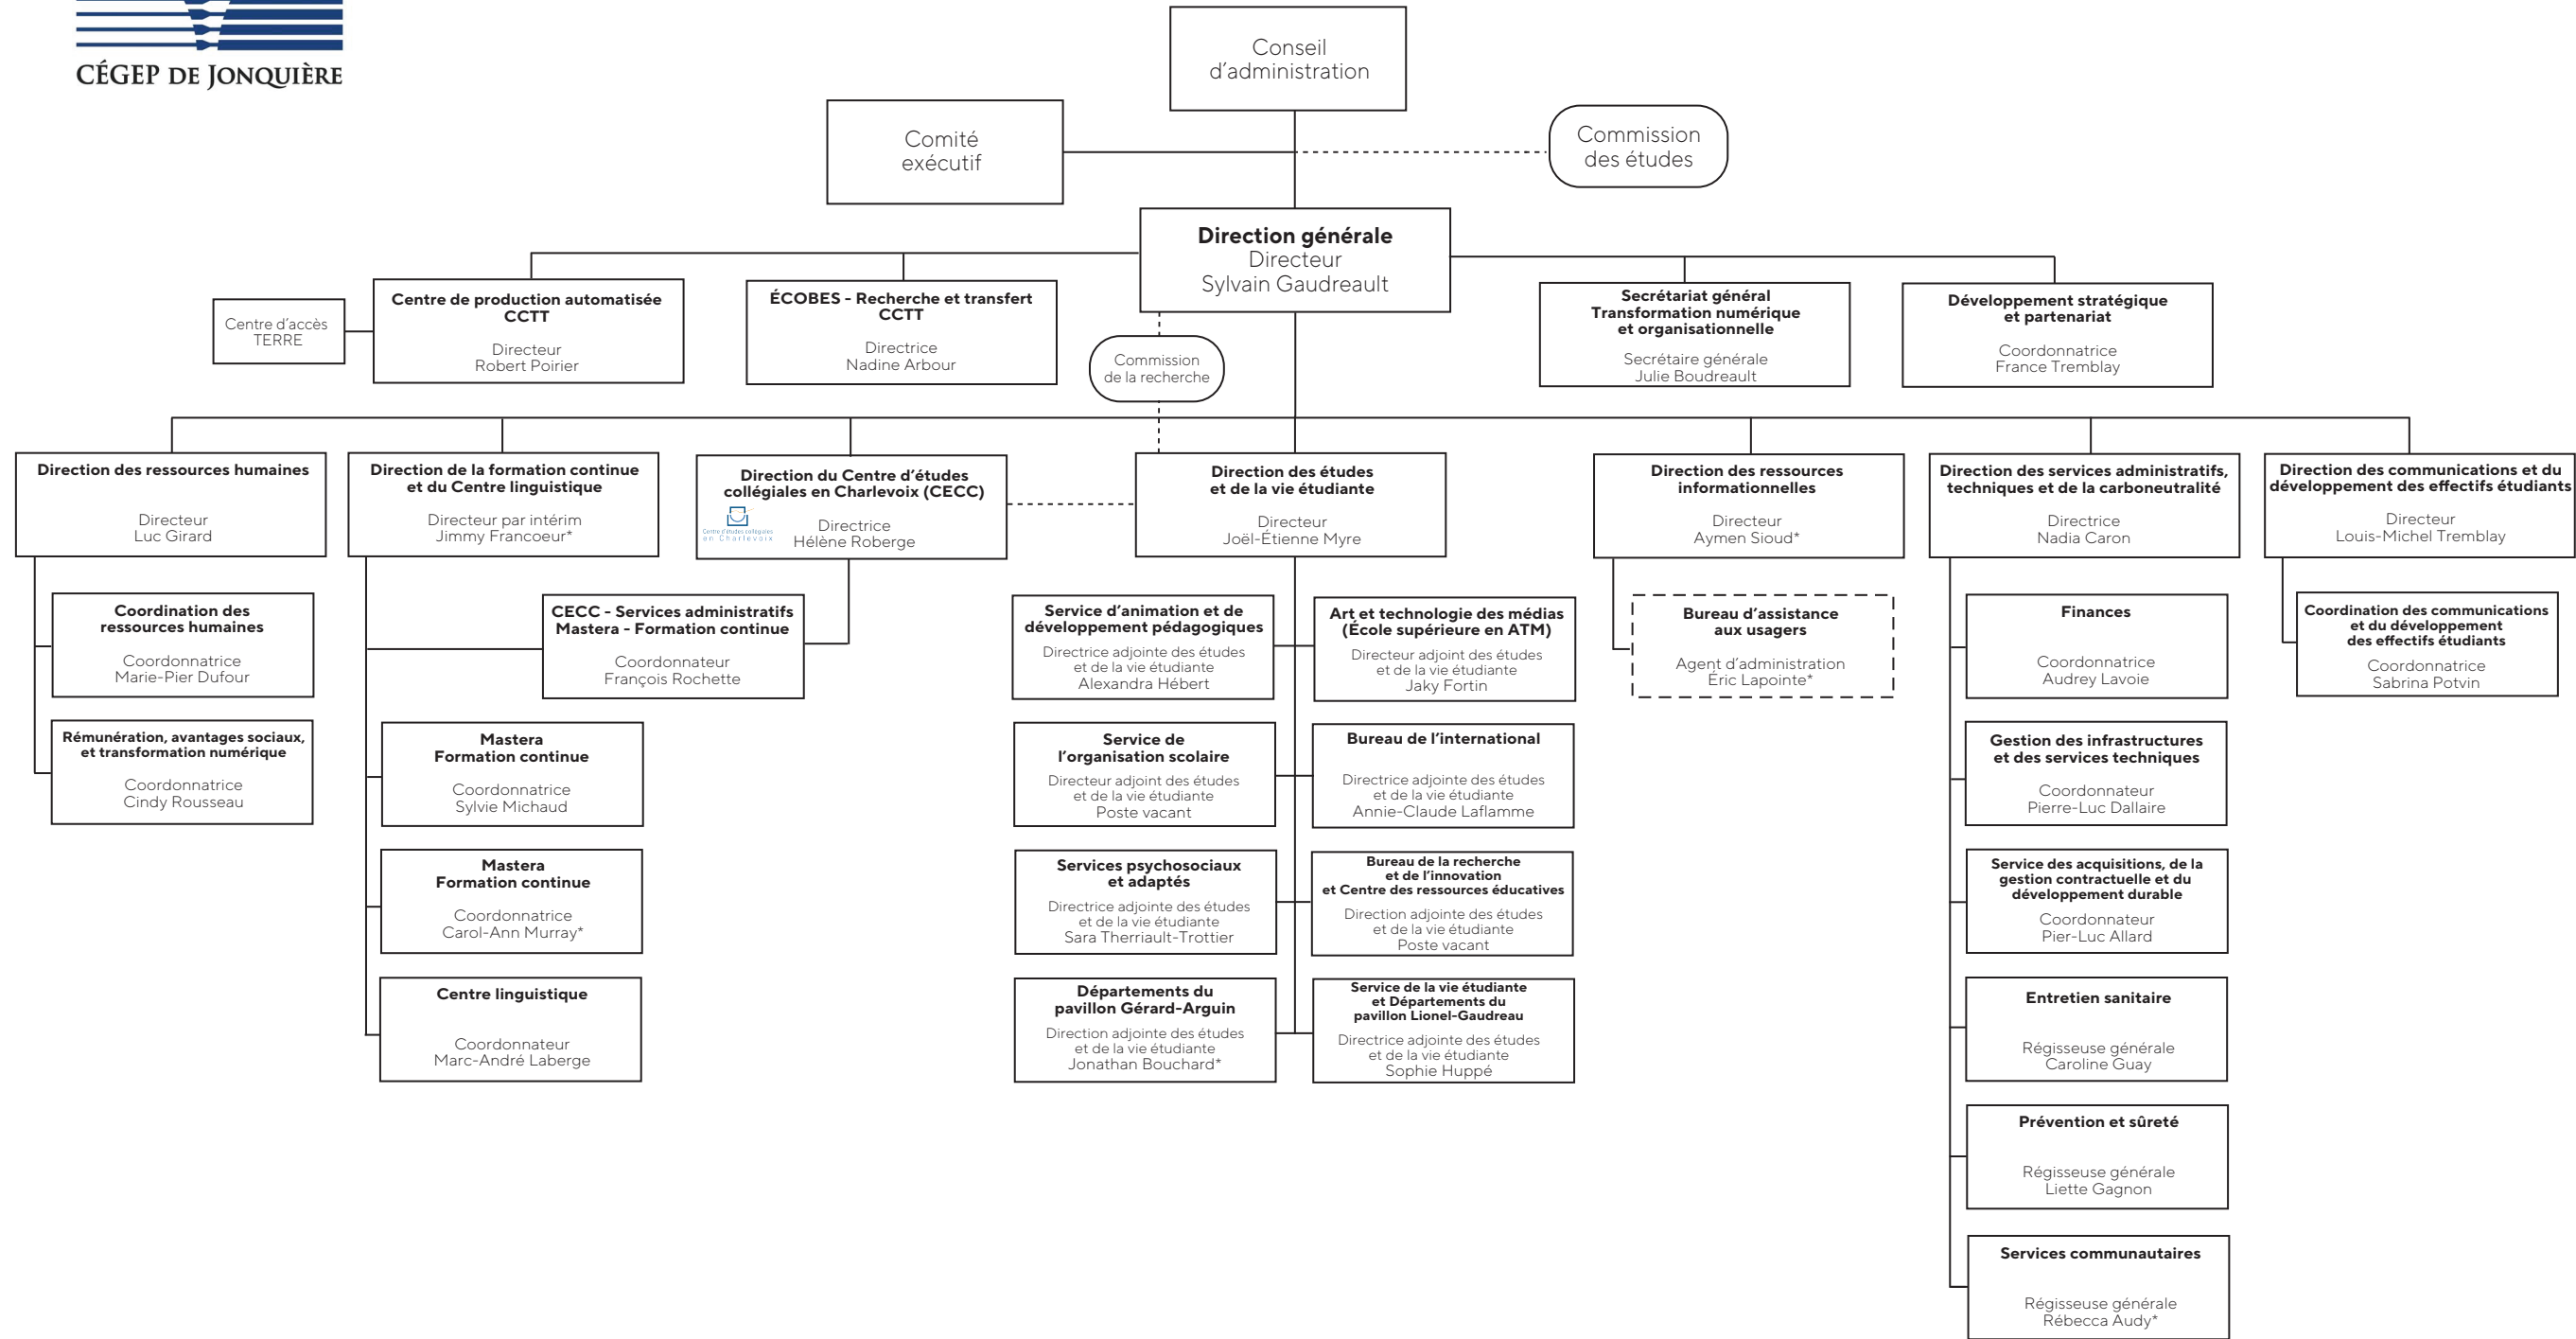 CÉGEP DE JONQUIÈRE
Conseil
d'administration
Comité
exécutif
Commission
des études
Direction générale
Directeur
Sylvain Gaudreault
Centre d'accès
TERRE
Centre de production automatisée
CCTT
Directeur
Robert Poirier
ÉCOBES - Recherche et transfert
CCTT
Directrice
Nadine Arbour
Commission
de la recherche
Secrétariat général
Transformation numérique
et organisationnelle
Secrétaire générale
Julie Boudreault
Développement stratégique
et partenariat
Coordonnatrice
France Tremblay
Direction des ressources humaines
Directeur
Luc Girard
Direction de la formation continue
et du Centre linguistique
Directeur par intérim
Jimmy Francoeur*
Direction du Centre d'études
collégiales en Charlevoix (CECC)
Centre d'études collégiales
en Charlevoix
Directrice
Hélène Roberge
Direction des études
et de la vie étudiante
Directeur
Joël-Étienne Myre
Direction des ressources
informationnelles
Directeur
Aymen Sioud*
Direction des services administratifs,
techniques et de la carboneutralité
Directrice
Nadia Caron
Direction des communications et du
développement des effectifs étudiants
Directeur
Louis-Michel Tremblay
Coordination des
ressources humaines
Coordonnatrice
Marie-Pier Dufour
Rémunération, avantages sociaux,
et transformation numérique
Coordonnatrice
Cindy Rousseau
CECC - Services administratifs
Mastera - Formation continue
Coordonnateur
François Rochette
Mastera
Formation continue
Coordonnatrice
Sylvie Michaud
Mastera
Formation continue
Coordonnatrice
Carol-Ann Murray*
Centre linguistique
Coordonnateur
Marc-André Laberge
Service d'animation et de
développement pédagogiques
Directrice adjointe des études
et de la vie étudiante
Alexandra Hébert
Art et technologie des médias
(École supérieure en ATM)
Directeur adjoint des études
et de la vie étudiante
Jaky Fortin
Service de
l'organisation scolaire
Directeur adjoint des études
et de la vie étudiante
Poste vacant
Bureau de l'international
Directrice adjointe des études
et de la vie étudiante
Annie-Claude Laflamme
Services psychosociaux
et adaptés
Directrice adjointe des études
et de la vie étudiante
Sara Therriault-Trottier
Bureau de la recherche
et de l'innovation
et Centre des ressources éducatives
Direction adjointe des études
et de la vie étudiante
Poste vacant
Départements du
pavillon Gérard-Arguin
Direction adjointe des études
et de la vie étudiante
Jonathan Bouchard*
Service de la vie étudiante
et Départements du
pavillon Lionel-Gaudreau
Directrice adjointe des études
et de la vie étudiante
Sophie Huppé
Bureau d'assistance
aux usagers
Agent d'administration
Éric Lapointe*
Finances
Coordonnatrice
Audrey Lavoie
Gestion des infrastructures
et des services techniques
Coordonnateur
Pierre-Luc Dallaire
Service des acquisitions, de la
gestion contractuelle et du
développement durable
Coordonnateur
Pier-Luc Allard
Entretien sanitaire
Régisseuse générale
Caroline Guay
Prévention et sûreté
Régisseuse générale
Liette Gagnon
Services communautaires
Régisseuse générale
Rébecca Audy*
Coordination des communications
et du développement
des effectifs étudiants
Coordonnatrice
Sabrina Potvin